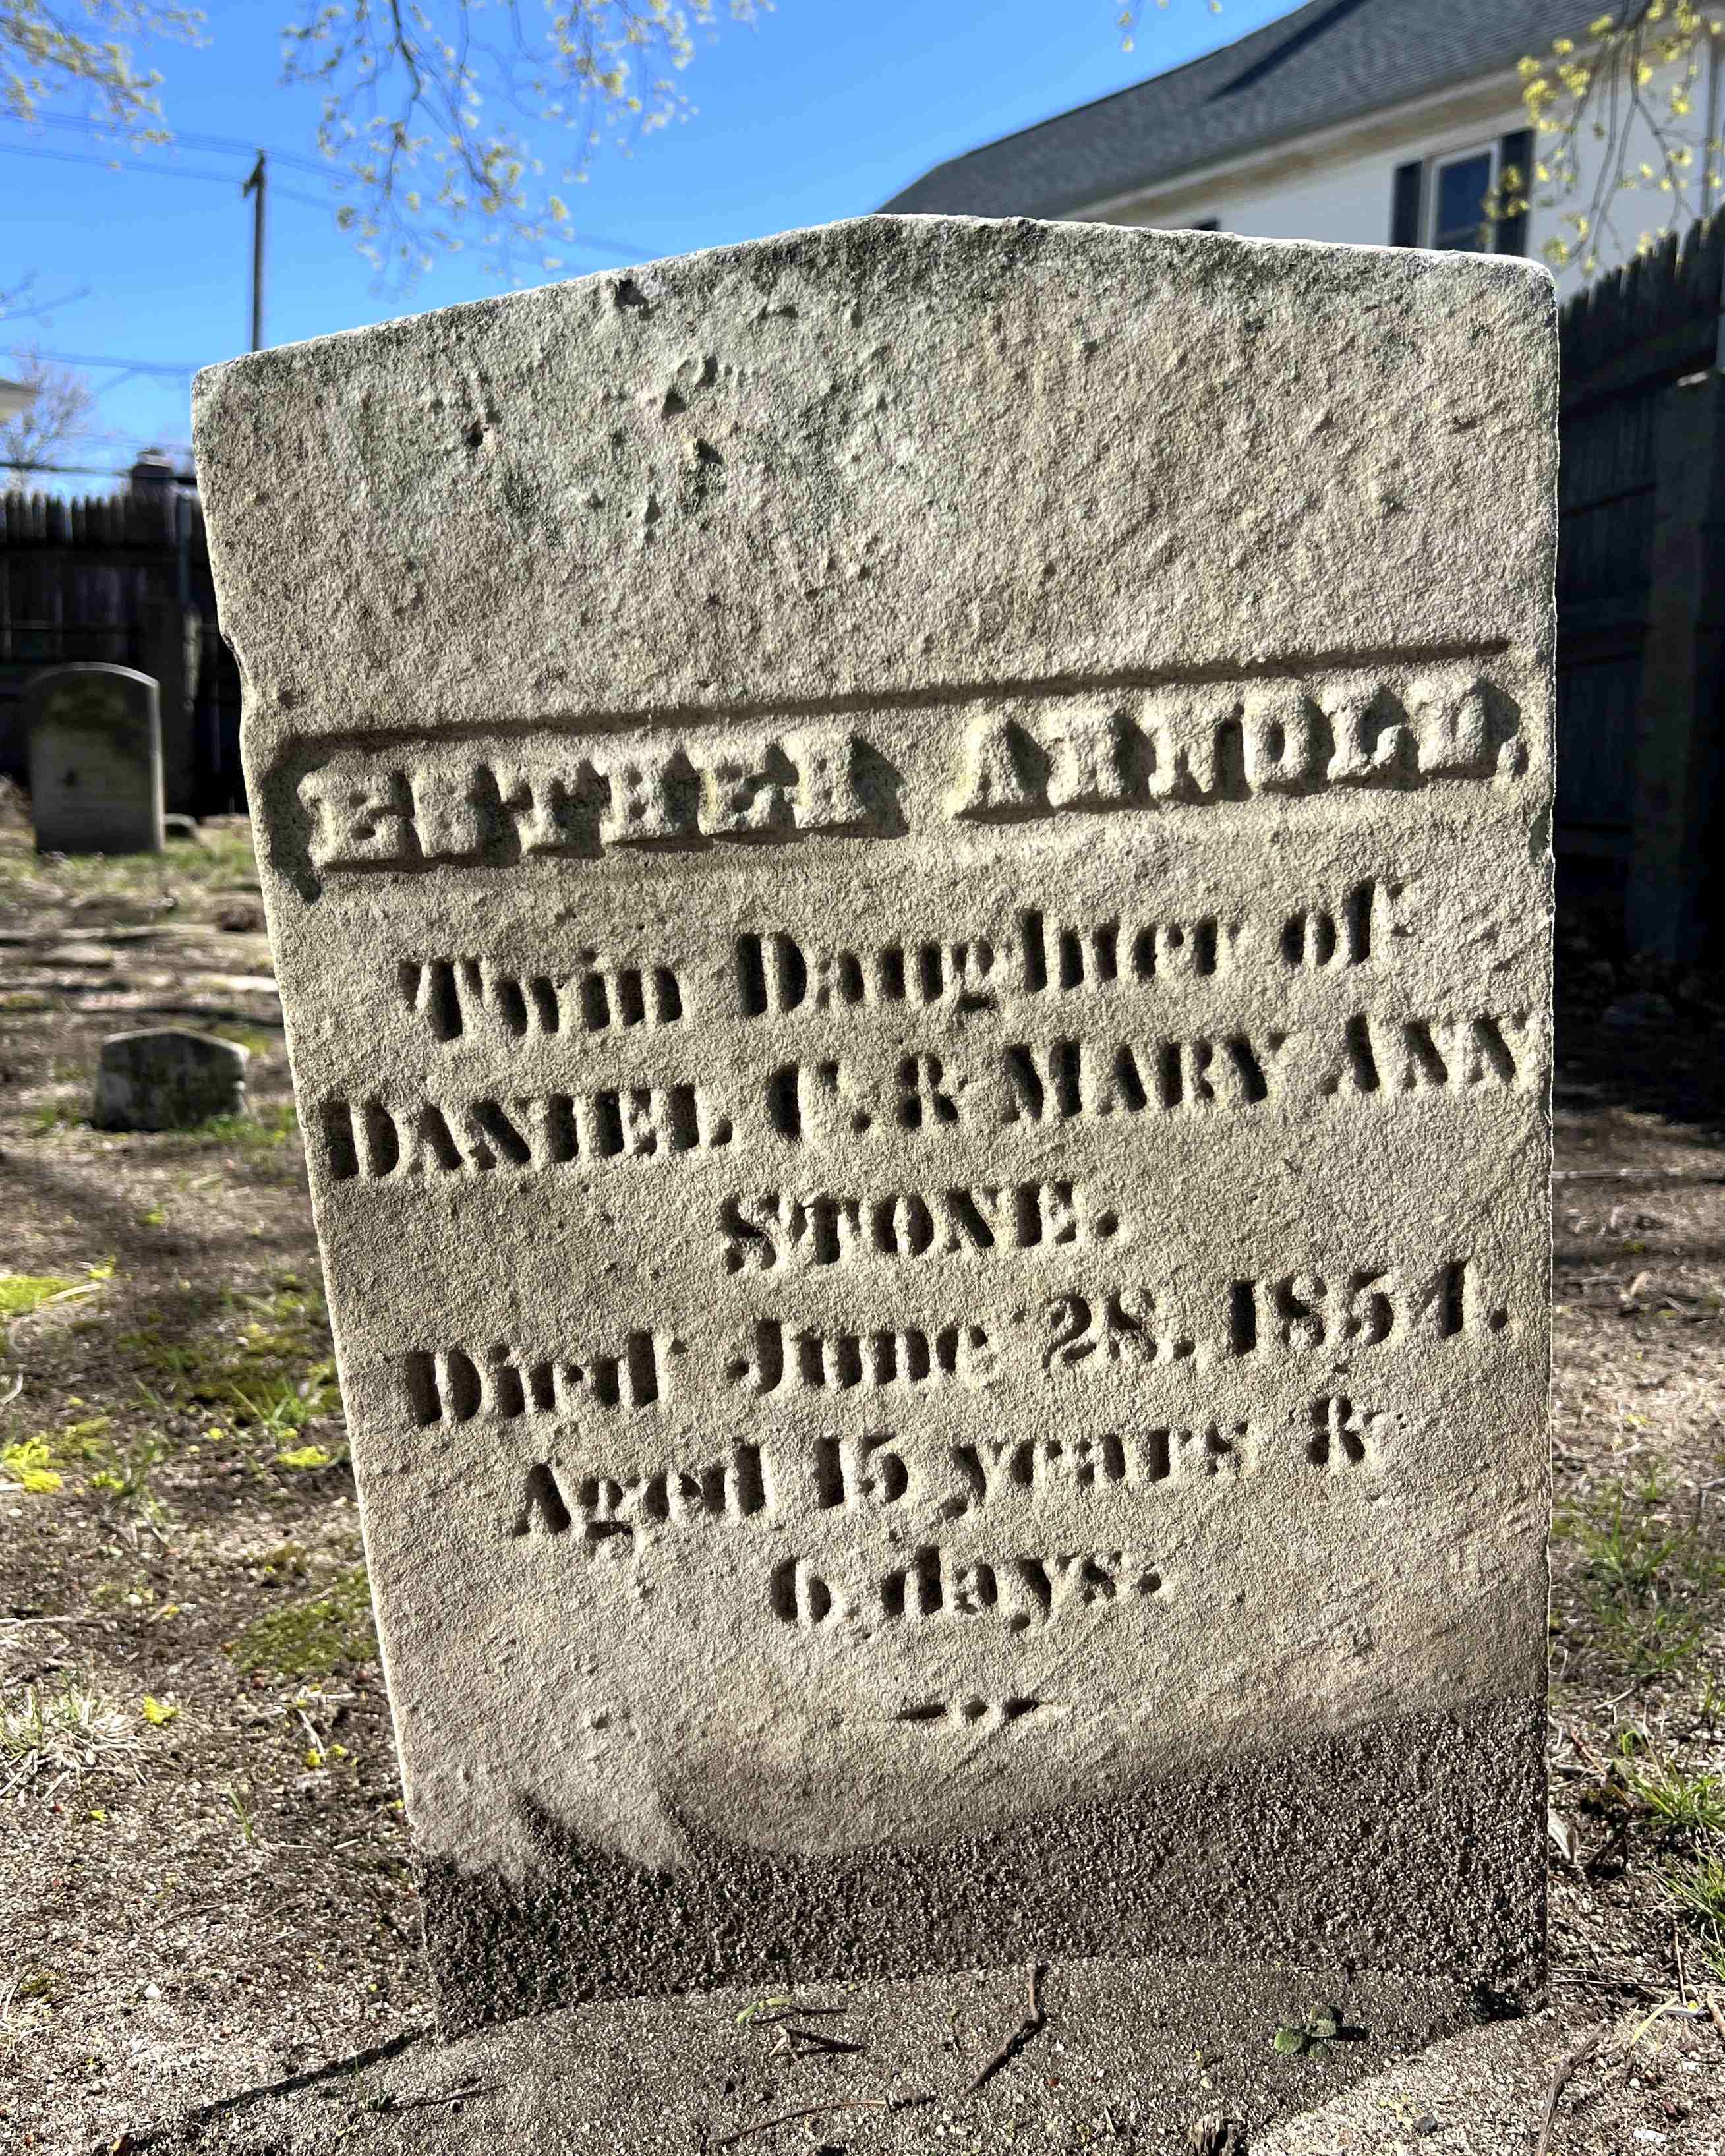 ESTHER ARNOLD,
Twin Daughter of
DANIEL C. & MARY ANN
STONE.
Died June 28. 1854.
Aged 15 years &
6 days.